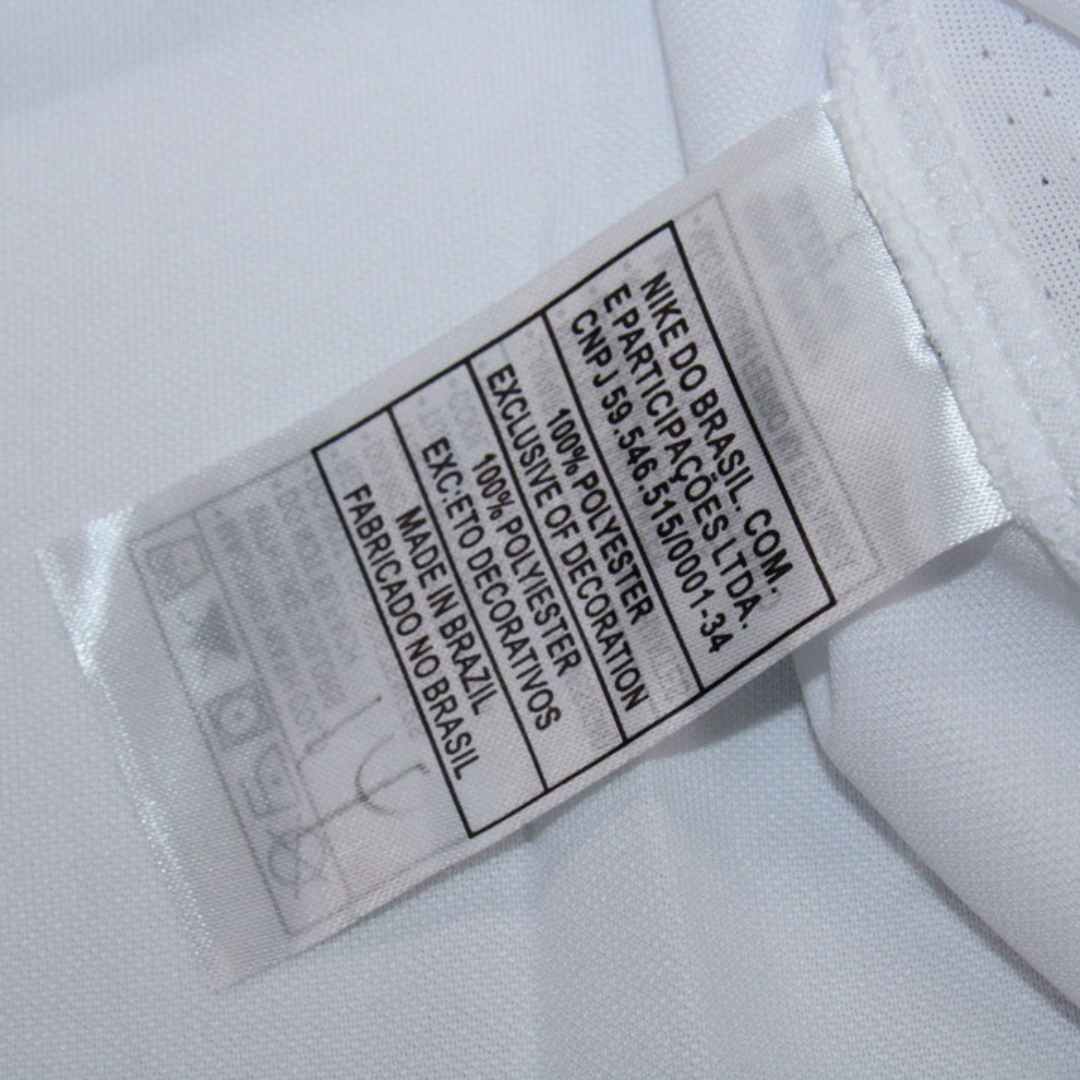 NIKE DO BRASIL. COM.
E PARTICIPAÇÕES LTDA.
CNPJ 59.546.515/0001-34
100% POLYESTER
EXCLUSIVE OF DECORATION
100% POLYIESTER
EXC:ETO DECORATIVOS
MADE IN BRAZIL
FABRICADO NO BRASIL